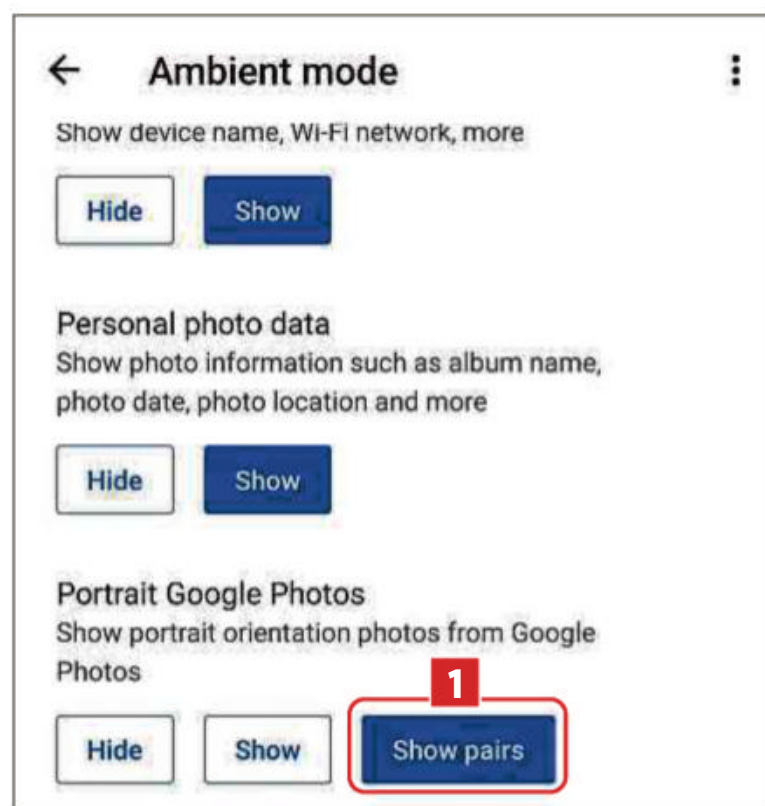 Ambient mode
Show device name, Wi-Fi network, more
Hide Show
Personal photo data
Show photo information such as album name,
photo date, photo location and more
Hide Show
Portrait Google Photos
Show portrait orientation photos from Google
Photos
1
Hide Show Show pairs